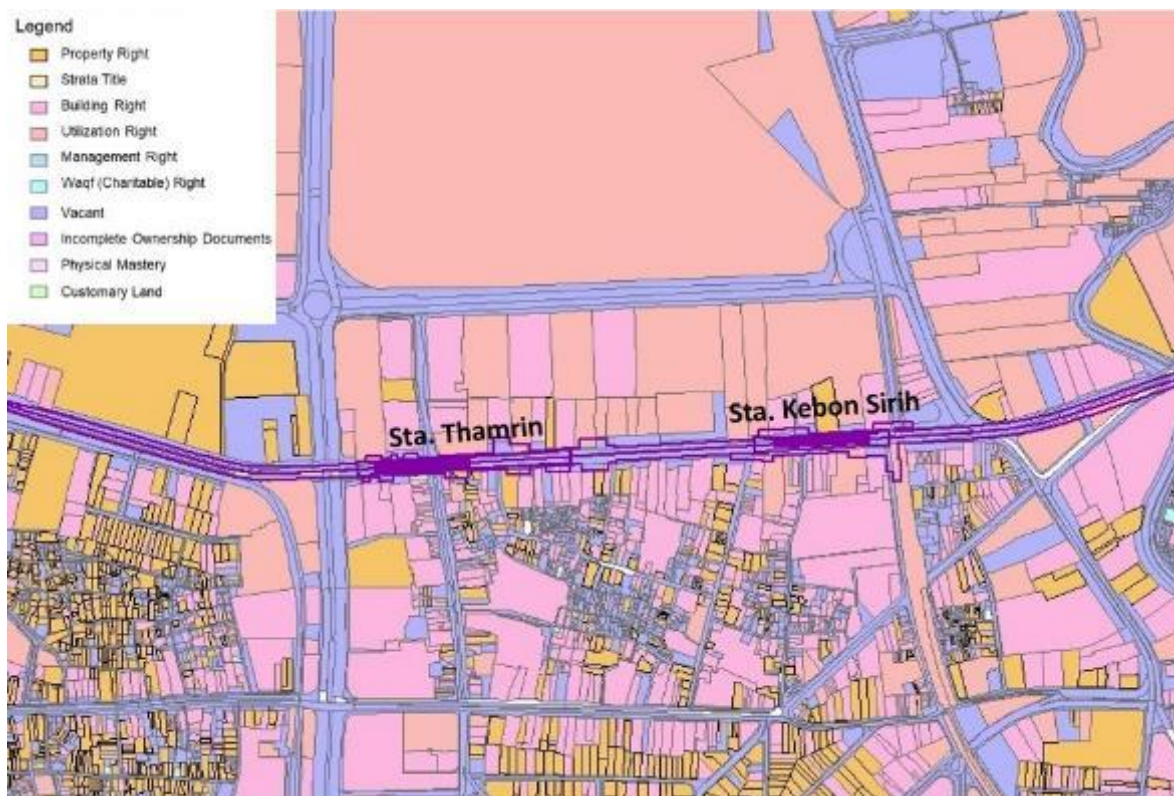 Legend
Property Right
Strata Title
Building Right
Utilization Right
Management Right
Waqf (Charitable) Right
Vacant
Incomplete Ownership Documents
Physical Mastery
Customary Land
Sta. Thamrin
Sta. Kebon Sirih